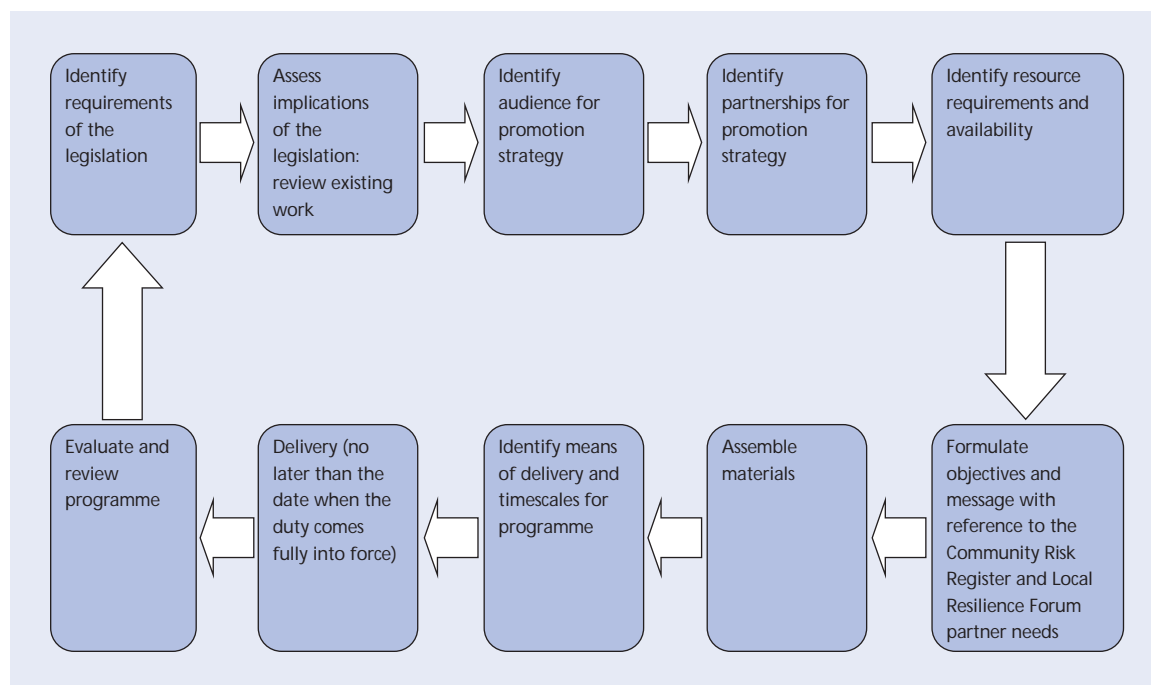 Identify
requirements
of the
legislation
Assess
implications
of the
legislation:
review existing
work
Identify
audience for
promotion
strategy
Identify
partnerships for
promotion
strategy
Identify resource
requirements and
availability
Formulate
objectives and
message with
reference to the
Community Risk
Register and Local
Resilience Forum
partner needs
Assemble
materials
Identify means
of delivery and
timescales for
programme
Delivery (no
later than the
date when the
duty comes
fully into force)
Evaluate and
review
programme